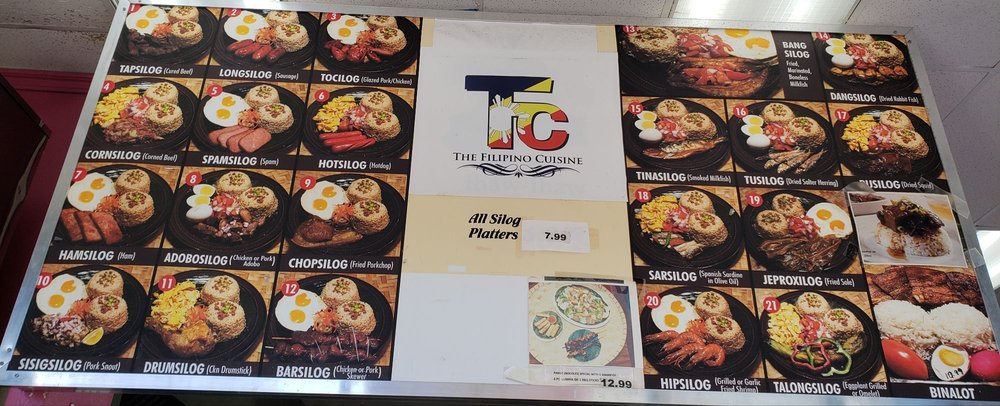 1
TAPSILOG (Cured Beef)
2
LONGSILOG (Sausage)
3
TOCILOG (Glazed Pork/Chicken)
4
CORNSILOG (Corned Beef)
5
SPAMSILOG (Spam)
6
HOTSILOG (Hotdog)
7
HAMSILOG (Ham)
8
ADOBOSILOG (Chicken or Pork)
Adobo
9
CHOPSILOG (Fried Porkchop)
10
SISIGSILOG (Pork Snout)
11
DRUMSILOG (Ckn Drumstick)
12
BARSILOG (Chicken or Pork)
Skewer
TFC
THE FILIPINO CUISINE
All Silog
Platters
7.99
12.99
13
BANG
SILOG
Fried,
Marinated,
Boneless
Milkfish
14
DANGSILOG (Dried Rabbit Fish)
15
TINASILOG (Smoked Milkfish)
16
TUSILOG (Dried Salter Herring)
17
PUSILOG (Dried Squid)
18
SARSILOG (Spanish Sardine
in Olive Oil)
19
JEPROXILOG (Fried Sole)
20
HIPSILOG (Grilled or Garlic
Fried Shrimp)
21
TALONGSILOG (Eggplant Grilled
or Omelet)
BINALOT